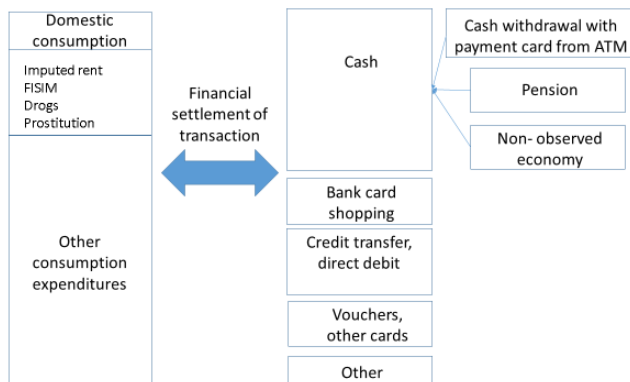 Domestic
consumption
Imputed rent
FISIM
Drogs
Prostitution
Other
consumption
expenditures
Financial
settlement of
transaction
Cash
Bank card
shopping
Credit transfer,
direct debit
Vouchers,
other cards
Other
Cash withdrawal with
payment card from ATM
Pension
Non- observed
economy